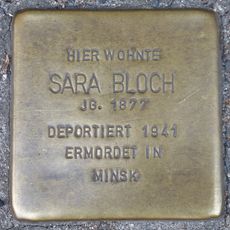 HIER WOHNTE
SARA BLOCH
JG. 1877
DEPORTIERT 1941
ERMORDET IN
MINSK